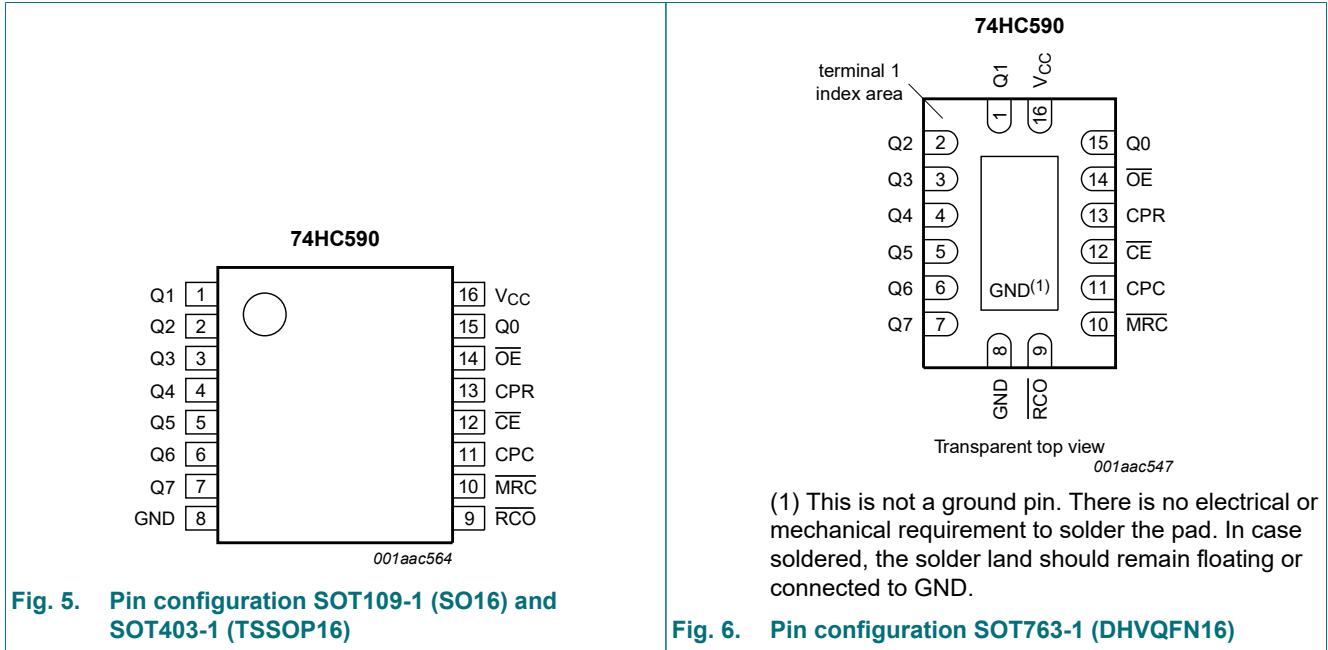 74HC590
Q1 1
Q2 2
Q3 3
Q4 4
Q5 5
Q6 6
Q7 7
GND 8
16 VCC
15 Q0
14 OE
13 CPR
12 CE
11 CPC
10 MRC
9 RCO
001aac564
Fig. 5. Pin configuration SOT109-1 (SO16) and
SOT403-1 (TSSOP16)
74HC590
terminal 1
index area
Q1
VCC
1
16
Q2 2
Q3 3
Q4 4
Q5 5
Q6 6
Q7 7
15 Q0
14 OE
13 CPR
12 CE
11 CPC
10 MRC
GND(1)
8
9
GND
RCO
Transparent top view
001aac547
(1) This is not a ground pin. There is no electrical or
mechanical requirement to solder the pad. In case
soldered, the solder land should remain floating or
connected to GND.
Fig. 6. Pin configuration SOT763-1 (DHVQFN16)